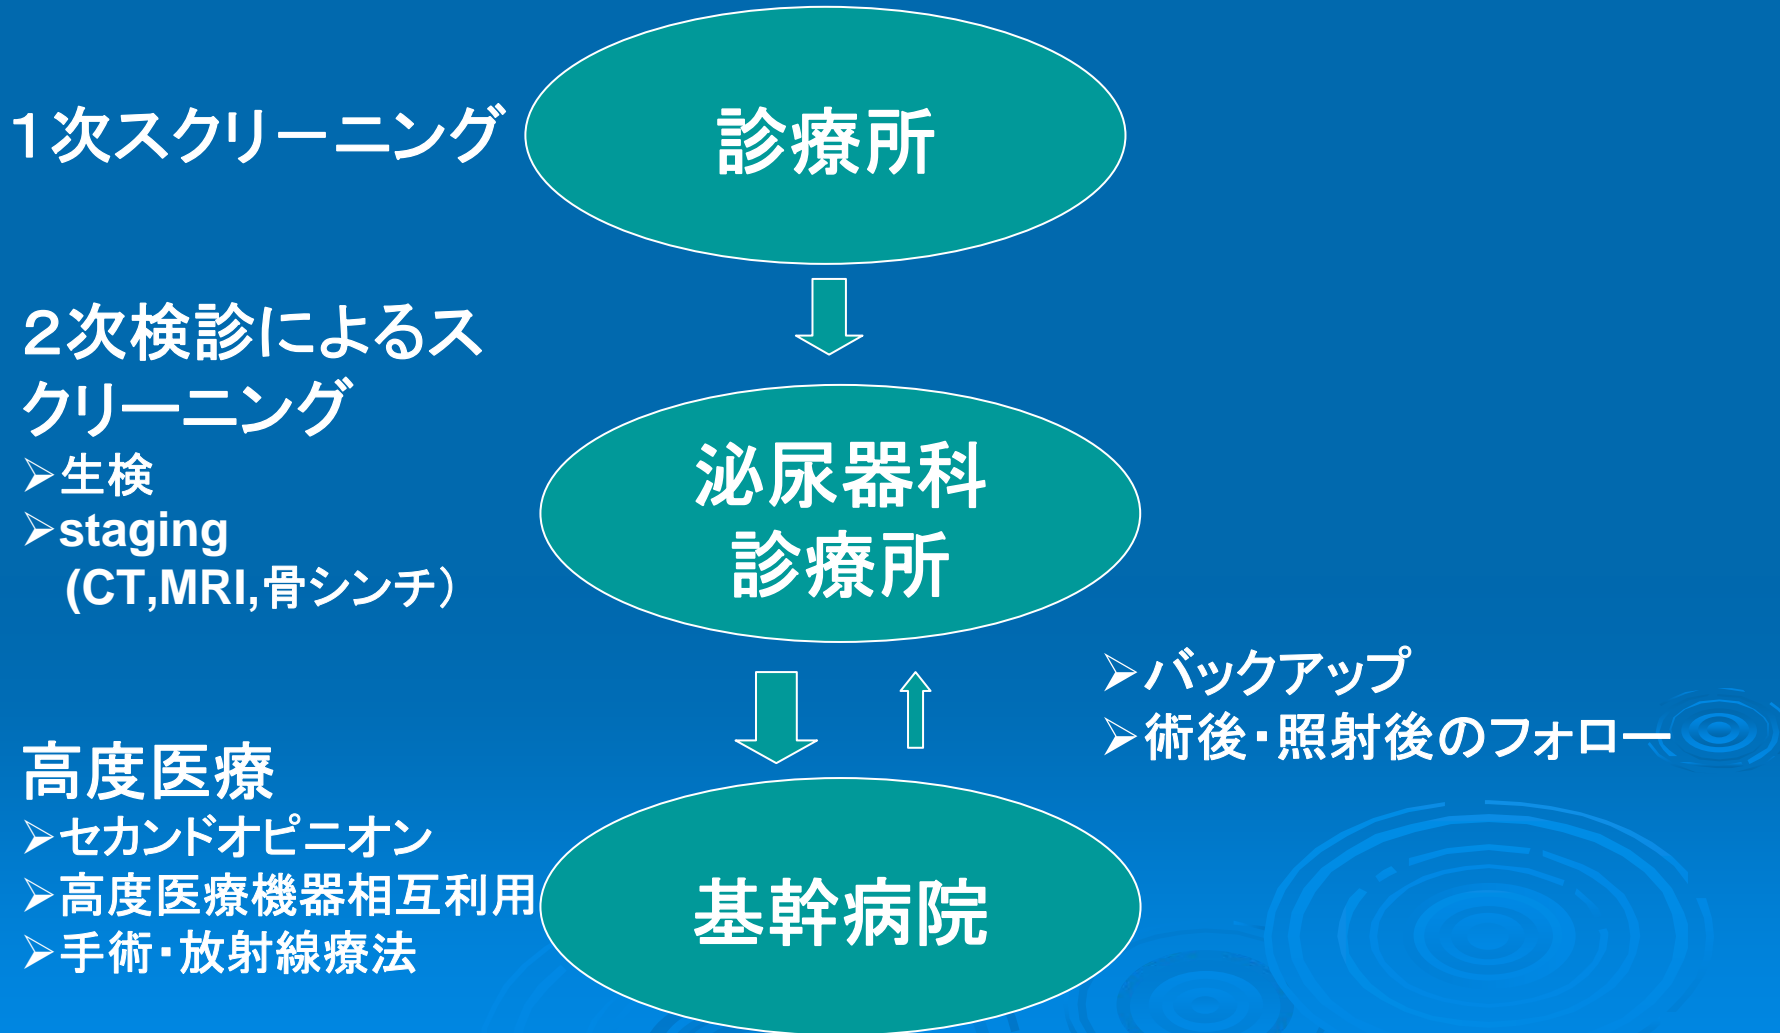 １次スクリーニング
診療所
２次検診によるス
クリーニング
➢生検
➢staging
(CT,MRI,骨シンチ）
泌尿器科
診療所
➢バックアップ
➢術後・照射後のフォロー
高度医療
➢セカンドオピニオン
➢高度医療機器相互利用
➢手術・放射線療法
基幹病院